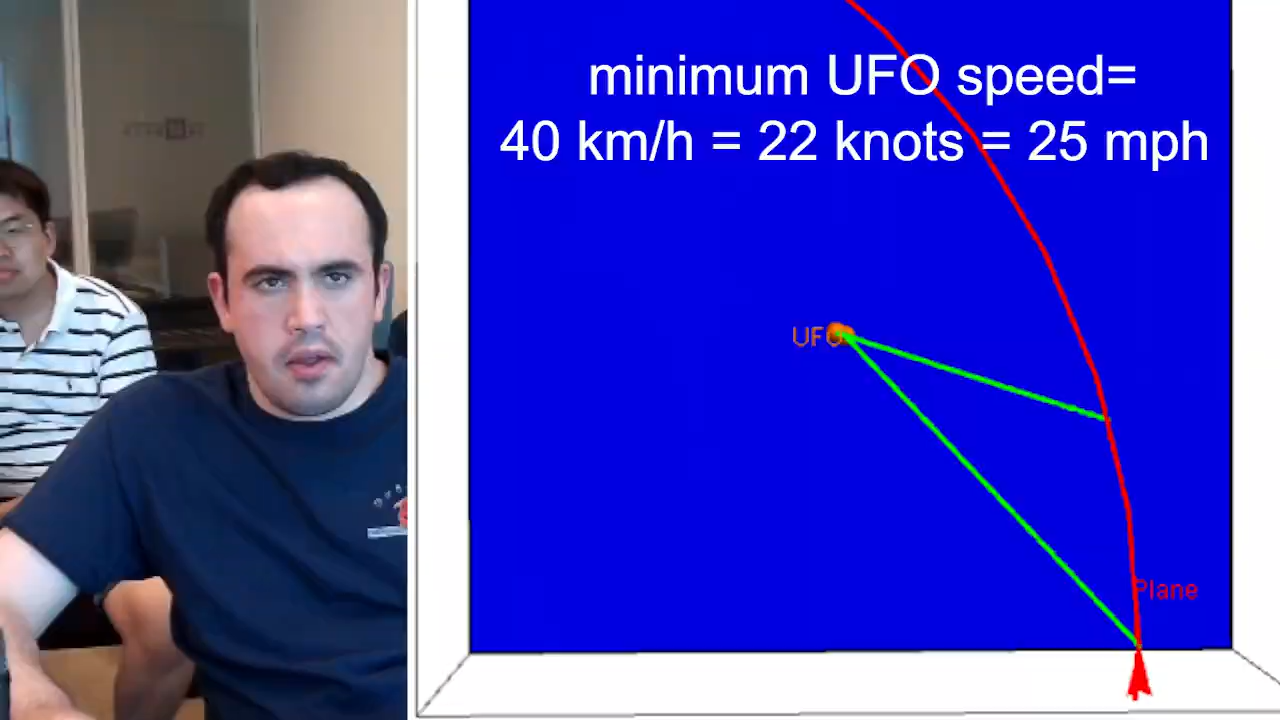 minimum UFO speed=
40 km/h = 22 knots = 25 mph
UFO
Plane